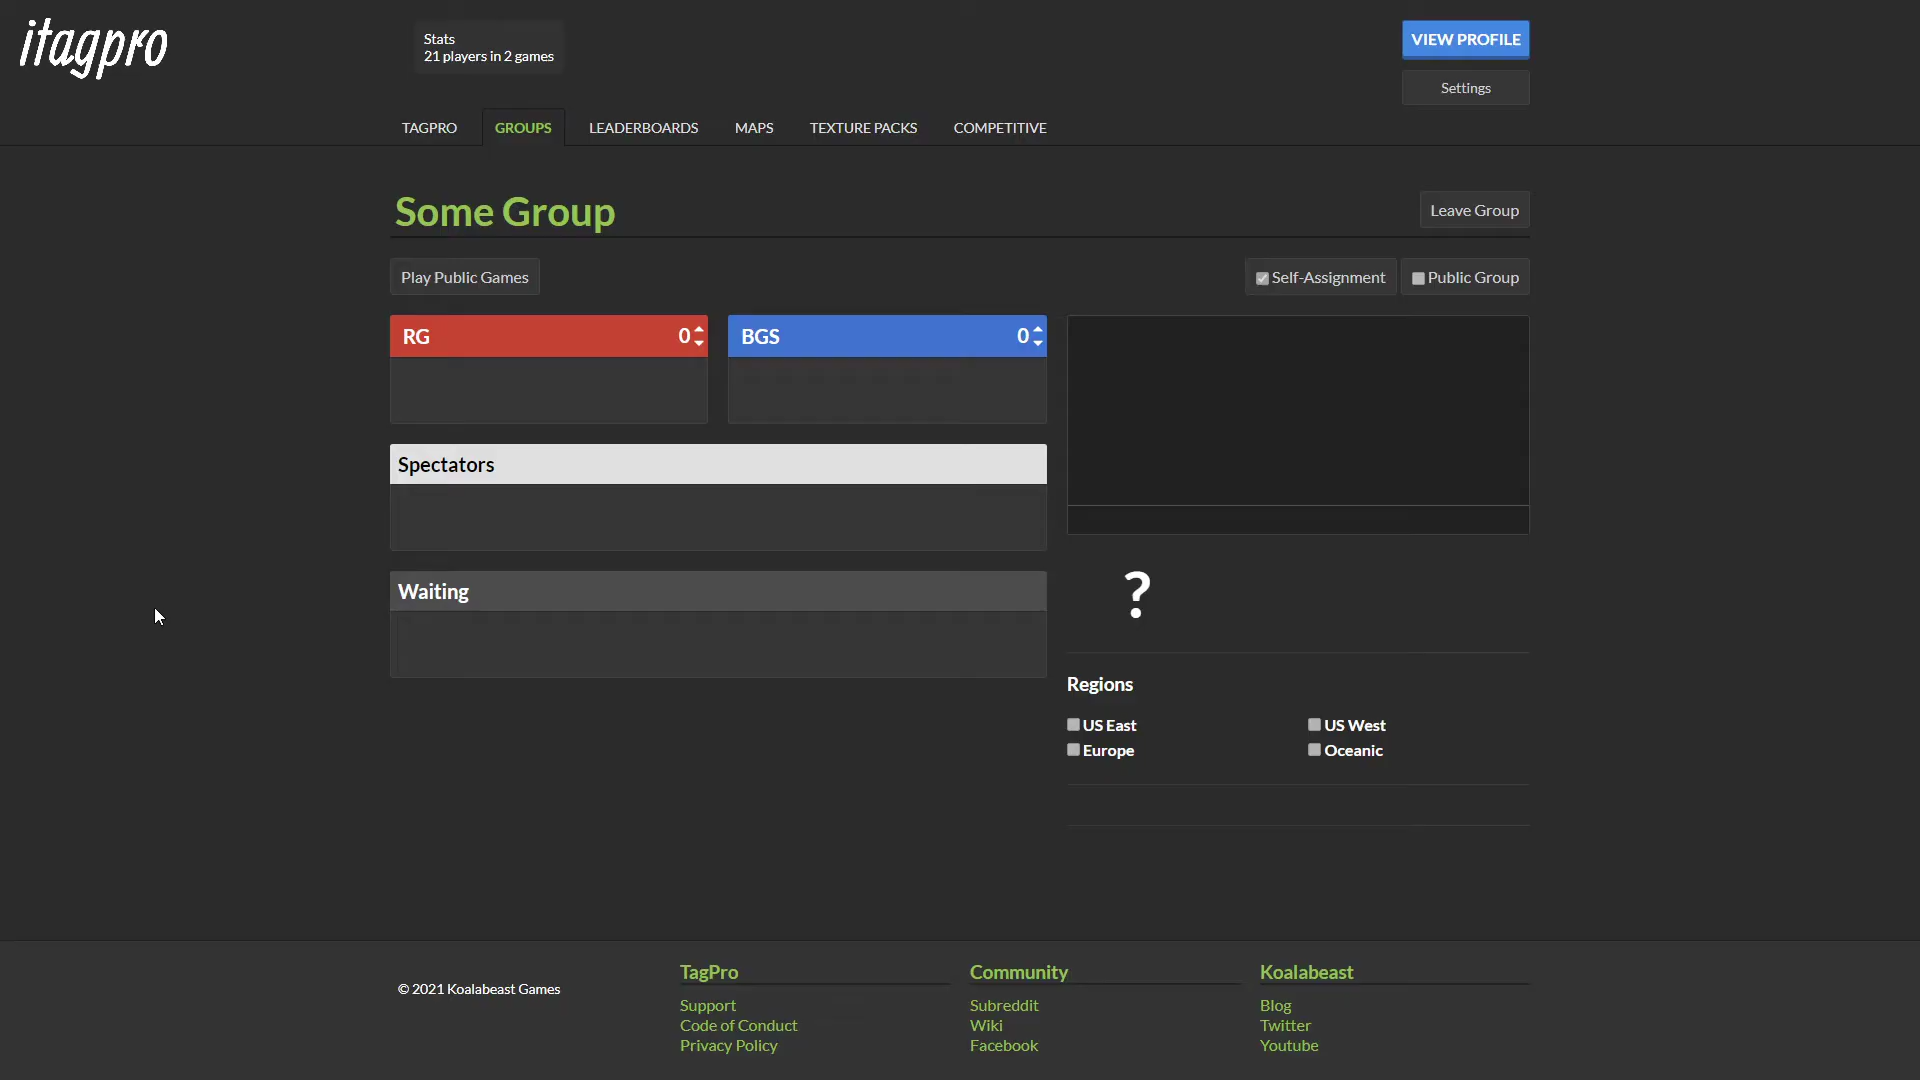 itagpro
Stats
21 players in 2 games
VIEW PROFILE
Settings
TAGPRO
GROUPS
LEADERBOARDS
MAPS
TEXTURE PACKS
COMPETITIVE
Some Group
Leave Group
Play Public Games
Self-Assignment
Public Group
RG
0
BGS
0
Spectators
Waiting
?
Regions
US East
US West
Europe
Oceanic
© 2021 Koalabeast Games
TagPro
Support
Code of Conduct
Privacy Policy
Community
Subreddit
Wiki
Facebook
Koalabeast
Blog
Twitter
Youtube